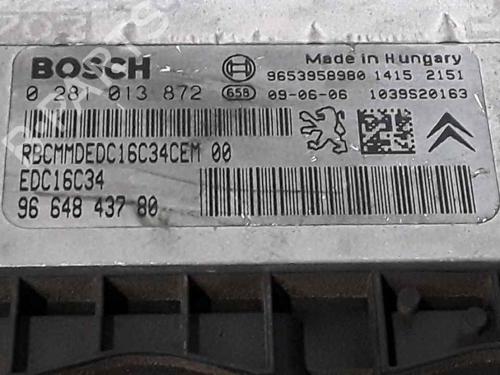 BOSCH
Made in Hungary
9653958980 1415 2151
0 281 013 872
658
09-06-06 1039S20163
RBCMMDEDC16C34CEM 00
EDC16C34
96 648 437 80